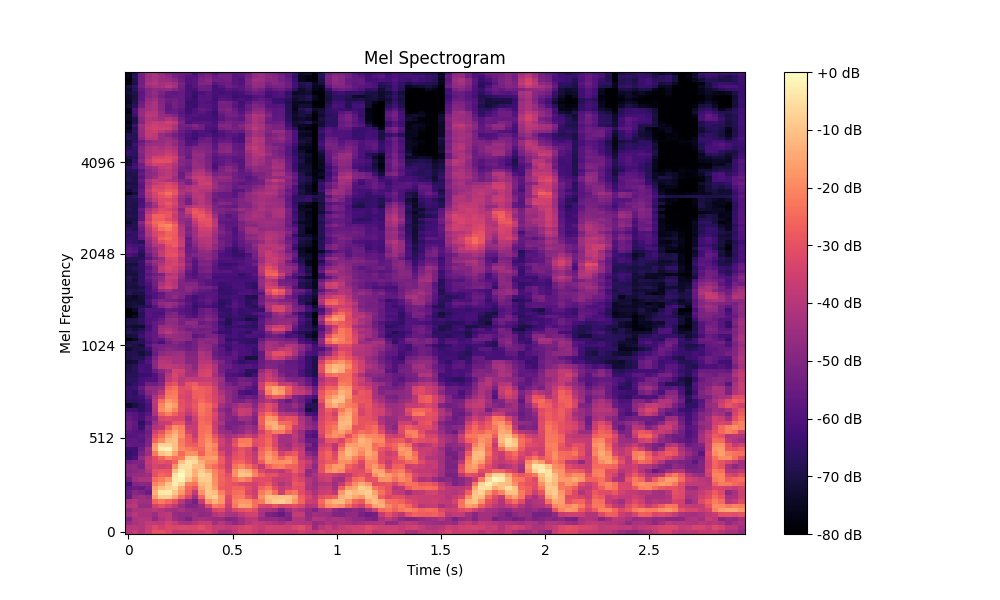 Mel Spectrogram
+0 dB
-10 dB
-20 dB
-30 dB
-40 dB
-50 dB
-60 dB
-70 dB
-80 dB
4096
2048
1024
512
0
Mel Frequency
0
0.5
1
1.5
2
2.5
Time (s)